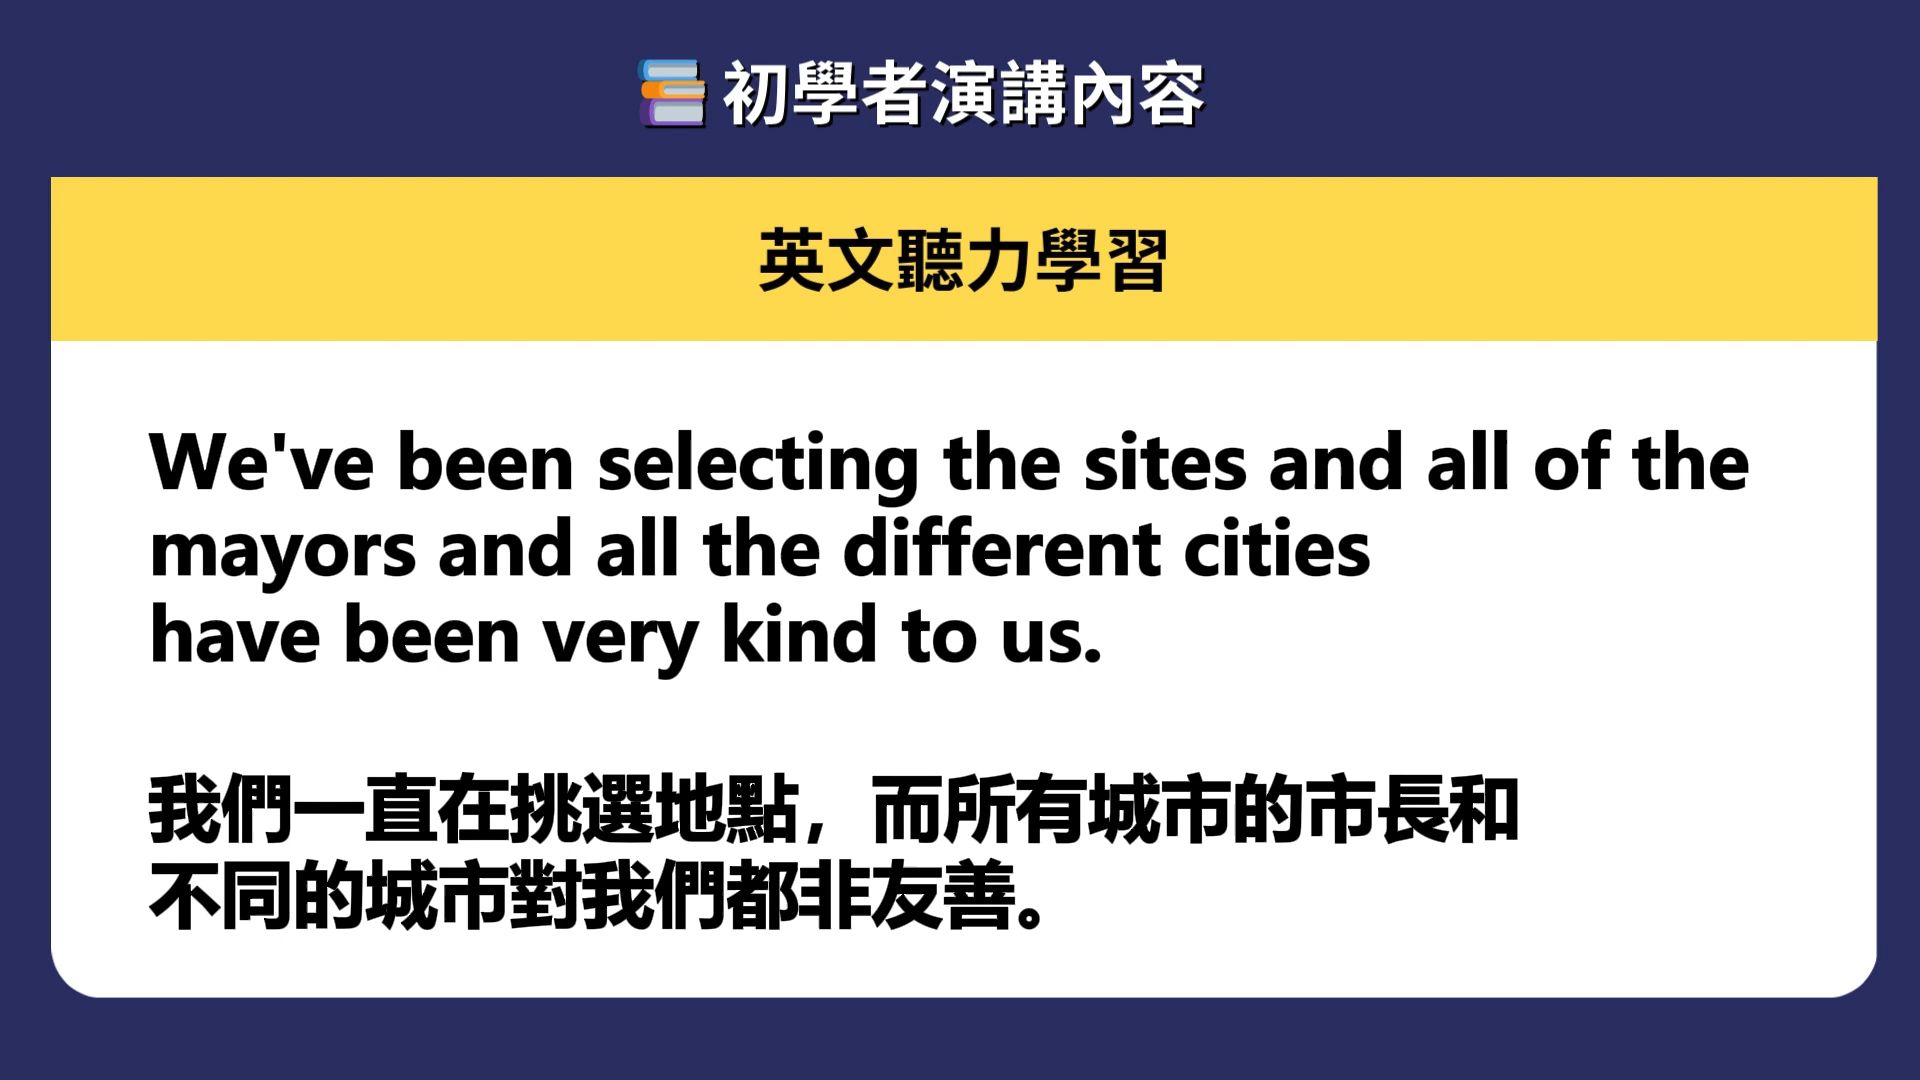 初學者演講內容
英文聽力學習
We've been selecting the sites and all of the
mayors and all the different cities
have been very kind to us.
我們一直在挑選地點，而所有城市的市長和
不同的城市對我們都非友善。